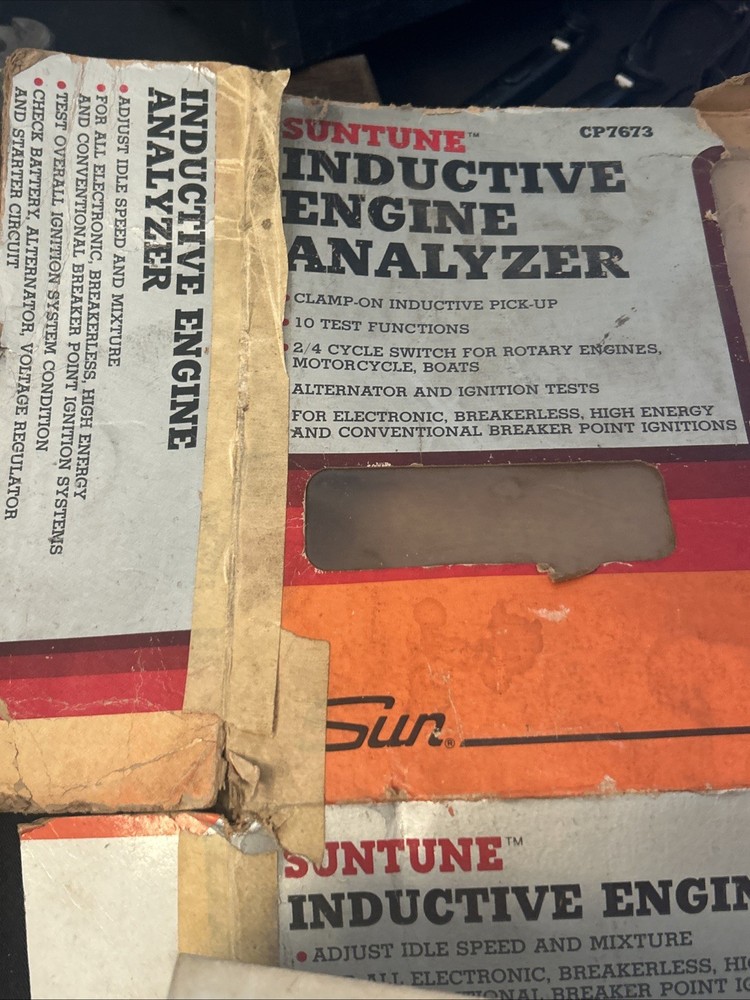 INDUCTIVE ENGINE
ANALYZER
• ADJUST IDLE SPEED AND MIXTURE
• FOR ALL ELECTRONIC, BREAKERLESS, HIGH ENERGY
AND CONVENTIONAL BREAKER POINT IGNITION SYSTEMS
• TEST OVERALL IGNITION SYSTEM CONDITION
• CHECK BATTERY, ALTERNATOR, VOLTAGE REGULATOR
AND STARTER CIRCUIT
SUNTUNE™
CP7673
INDUCTIVE
ENGINE
ANALYZER
• CLAMP-ON INDUCTIVE PICK-UP
• 10 TEST FUNCTIONS
• 2/4 CYCLE SWITCH FOR ROTARY ENGINES,
MOTORCYCLE, BOATS
ALTERNATOR AND IGNITION TESTS
FOR ELECTRONIC, BREAKERLESS, HIGH ENERGY
AND CONVENTIONAL BREAKER POINT IGNITIONS
Sun®
SUNTUNE™
INDUCTIVE ENGIN
• ADJUST IDLE SPEED AND MIXTURE
ALL ELECTRONIC, BREAKERLESS, HI
TIONAL BREAKER POINT